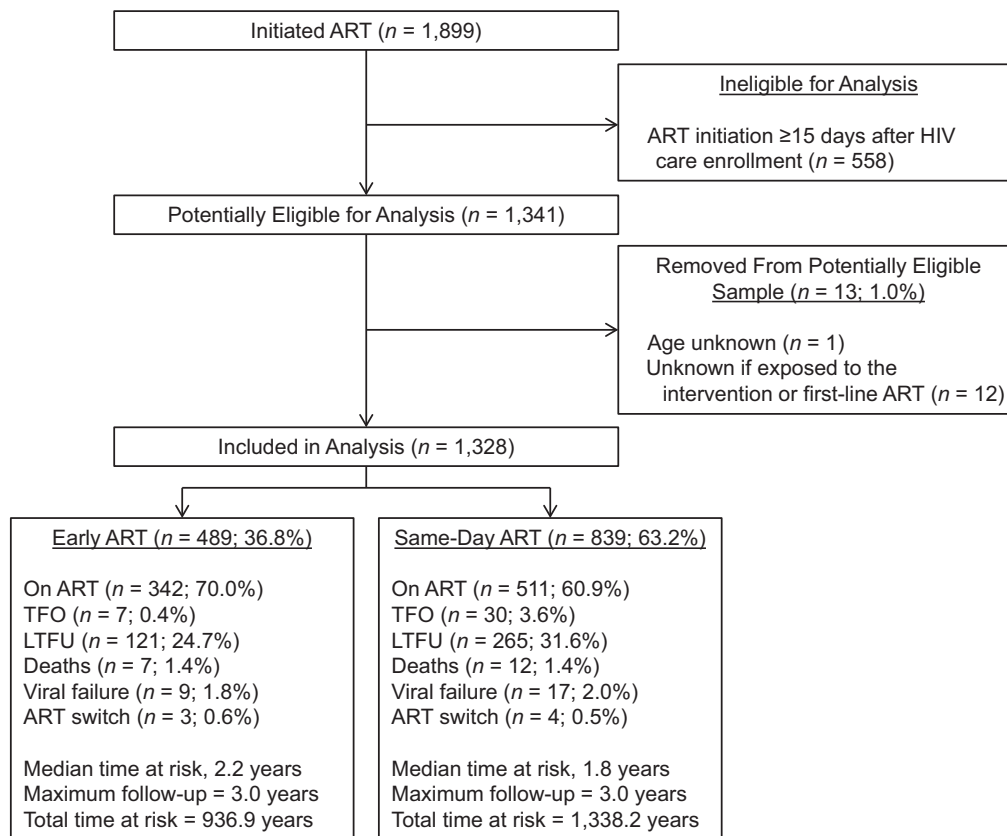 Initiated ART (n = 1,899)
Ineligible for Analysis
ART initiation ≥15 days after HIV
care enrollment (n = 558)
Potentially Eligible for Analysis (n = 1,341)
Removed From Potentially Eligible
Sample (n = 13; 1.0%)
Age unknown (n = 1)
Unknown if exposed to the
intervention or first-line ART (n = 12)
Included in Analysis (n = 1,328)
Early ART (n = 489; 36.8%)
On ART (n = 342; 70.0%)
TFO (n = 7; 0.4%)
LTFU (n = 121; 24.7%)
Deaths (n = 7; 1.4%)
Viral failure (n = 9; 1.8%)
ART switch (n = 3; 0.6%)
Median time at risk, 2.2 years
Maximum follow-up = 3.0 years
Total time at risk = 936.9 years
Same-Day ART (n = 839; 63.2%)
On ART (n = 511; 60.9%)
TFO (n = 30; 3.6%)
LTFU (n = 265; 31.6%)
Deaths (n = 12; 1.4%)
Viral failure (n = 17; 2.0%)
ART switch (n = 4; 0.5%)
Median time at risk, 1.8 years
Maximum follow-up = 3.0 years
Total time at risk = 1,338.2 years